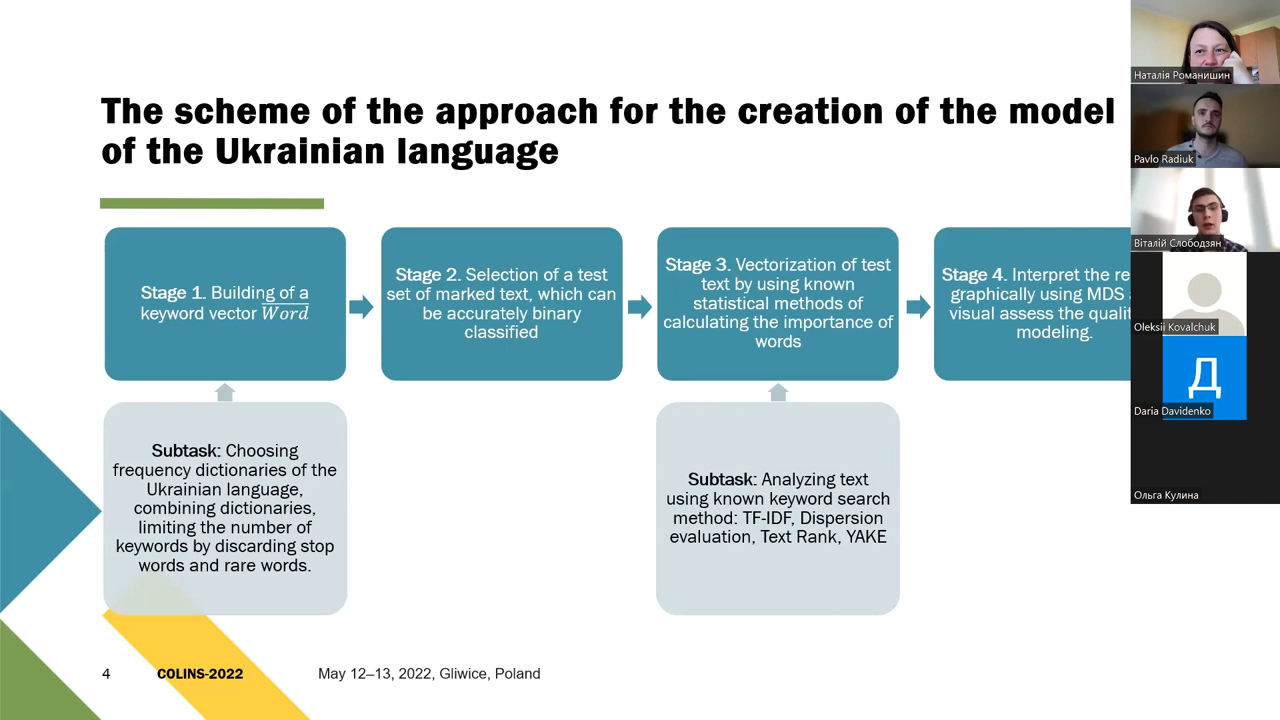 The scheme of the approach for the creation of the model
of the Ukrainian language
Stage 1. Building of a
keyword vector Word
Stage 2. Selection of a test
set of marked text, which can
be accurately binary
classified
Stage 3. Vectorization of test
text by using known
statistical methods of
calculating the importance of
words
Stage 4. Interpret the
graphically using MDS
visual assess the
modeling.
Subtask: Choosing
frequency dictionaries of the
Ukrainian language,
combining dictionaries,
limiting the number of
keywords by discarding stop
words and rare words.
Subtask: Analyzing text
using known keyword search
method: TF-IDF, Dispersion
evaluation, Text Rank, YAKE
4 COLINS-2022 May 12–13, 2022, Gliwice, Poland
Наталія Романишин
Pavlo Radiuk
Віталій Слободзян
Oleksii Kovalchuk
Д
Daria Davidenko
Ольга Кулина